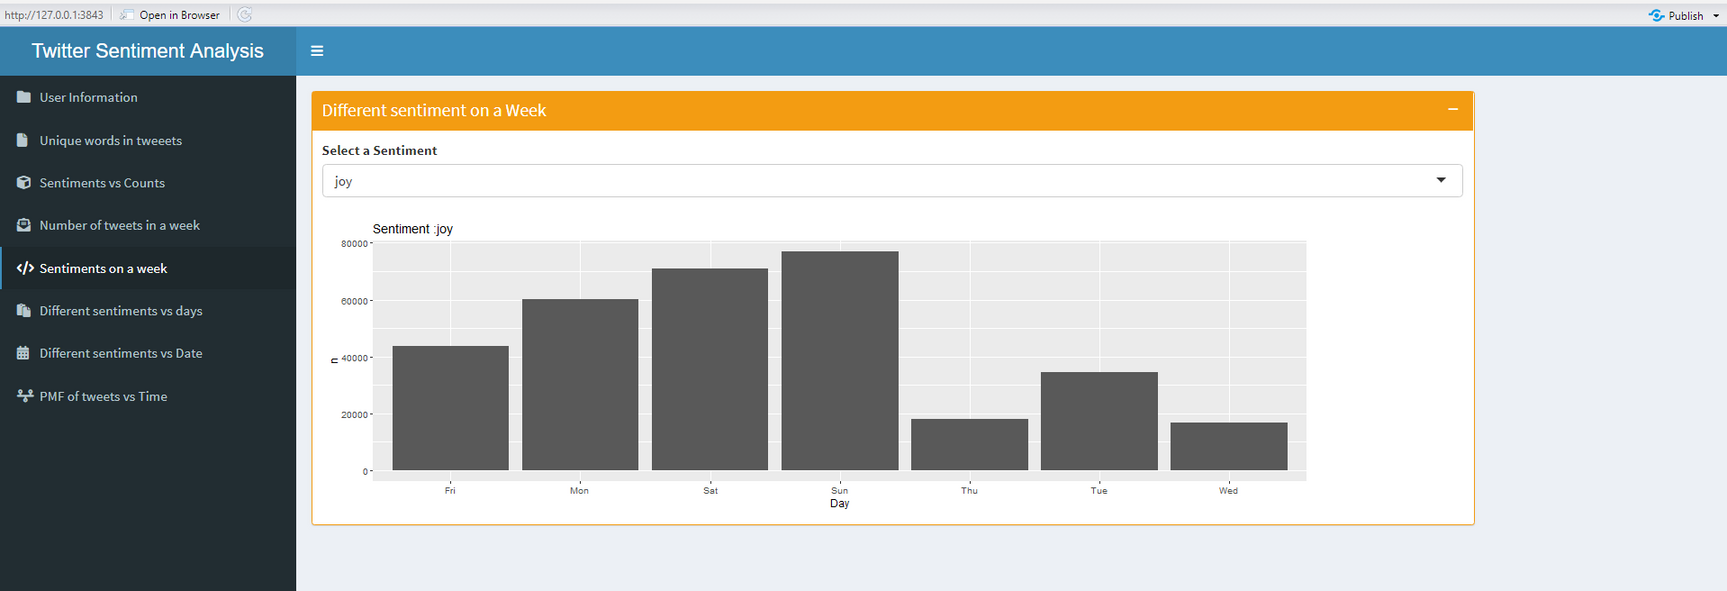 http://127.0.0.1:3843 Open in Browser Publish
Twitter Sentiment Analysis
User Information
Unique words in tweeets
Sentiments vs Counts
Number of tweets in a week
Sentiments on a week
Different sentiments vs days
Different sentiments vs Date
PMF of tweets vs Time
Different sentiment on a Week
Select a Sentiment
joy
Sentiment :joy
80000
60000
40000
20000
0
n
Fri Mon Sat Sun Thu Tue Wed
Day